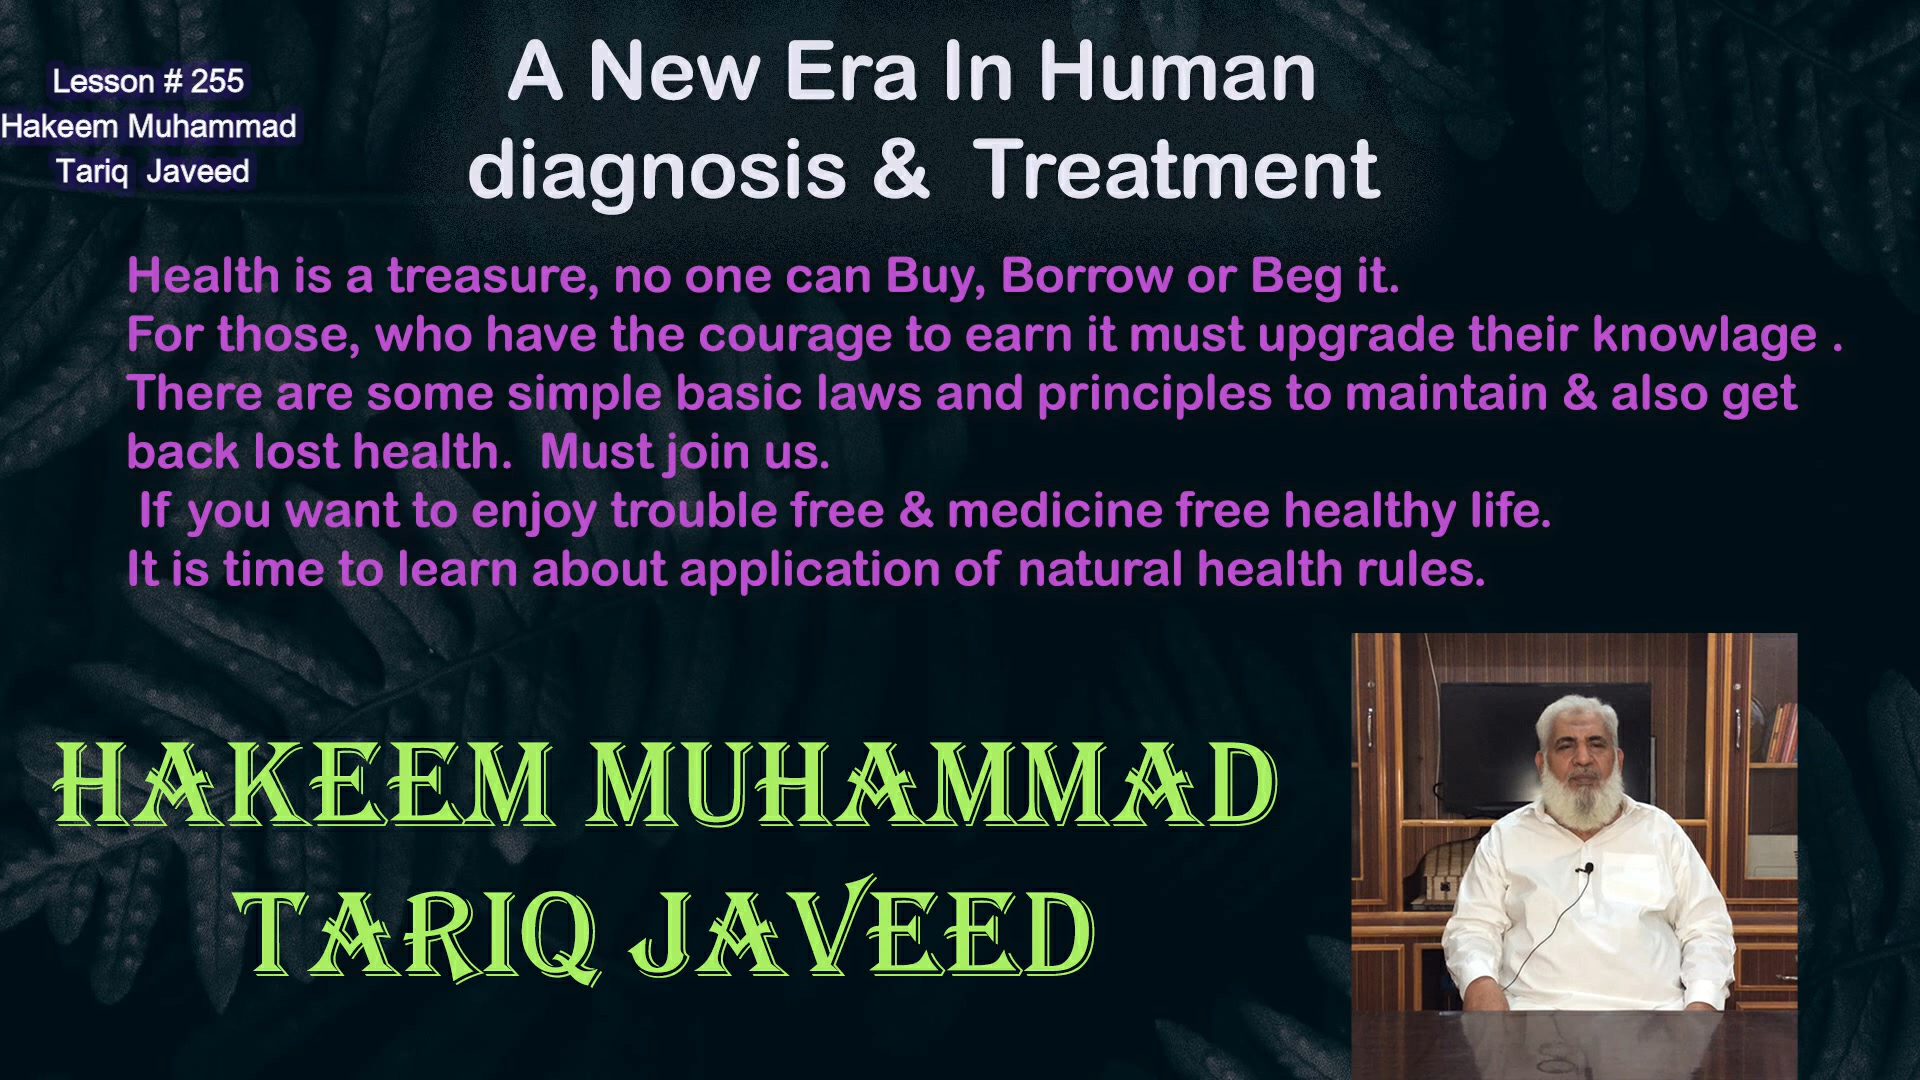 Lesson # 255
Hakeem Muhammad
Tariq Javeed
A New Era In Human
diagnosis & Treatment
Health is a treasure, no one can Buy, Borrow or Beg it.
For those, who have the courage to earn it must upgrade their knowlage .
There are some simple basic laws and principles to maintain & also get
back lost health. Must join us.
If you want to enjoy trouble free & medicine free healthy life.
It is time to learn about application of natural health rules.
HAKEEM MUHAMMAD
TARIQ JAVEED